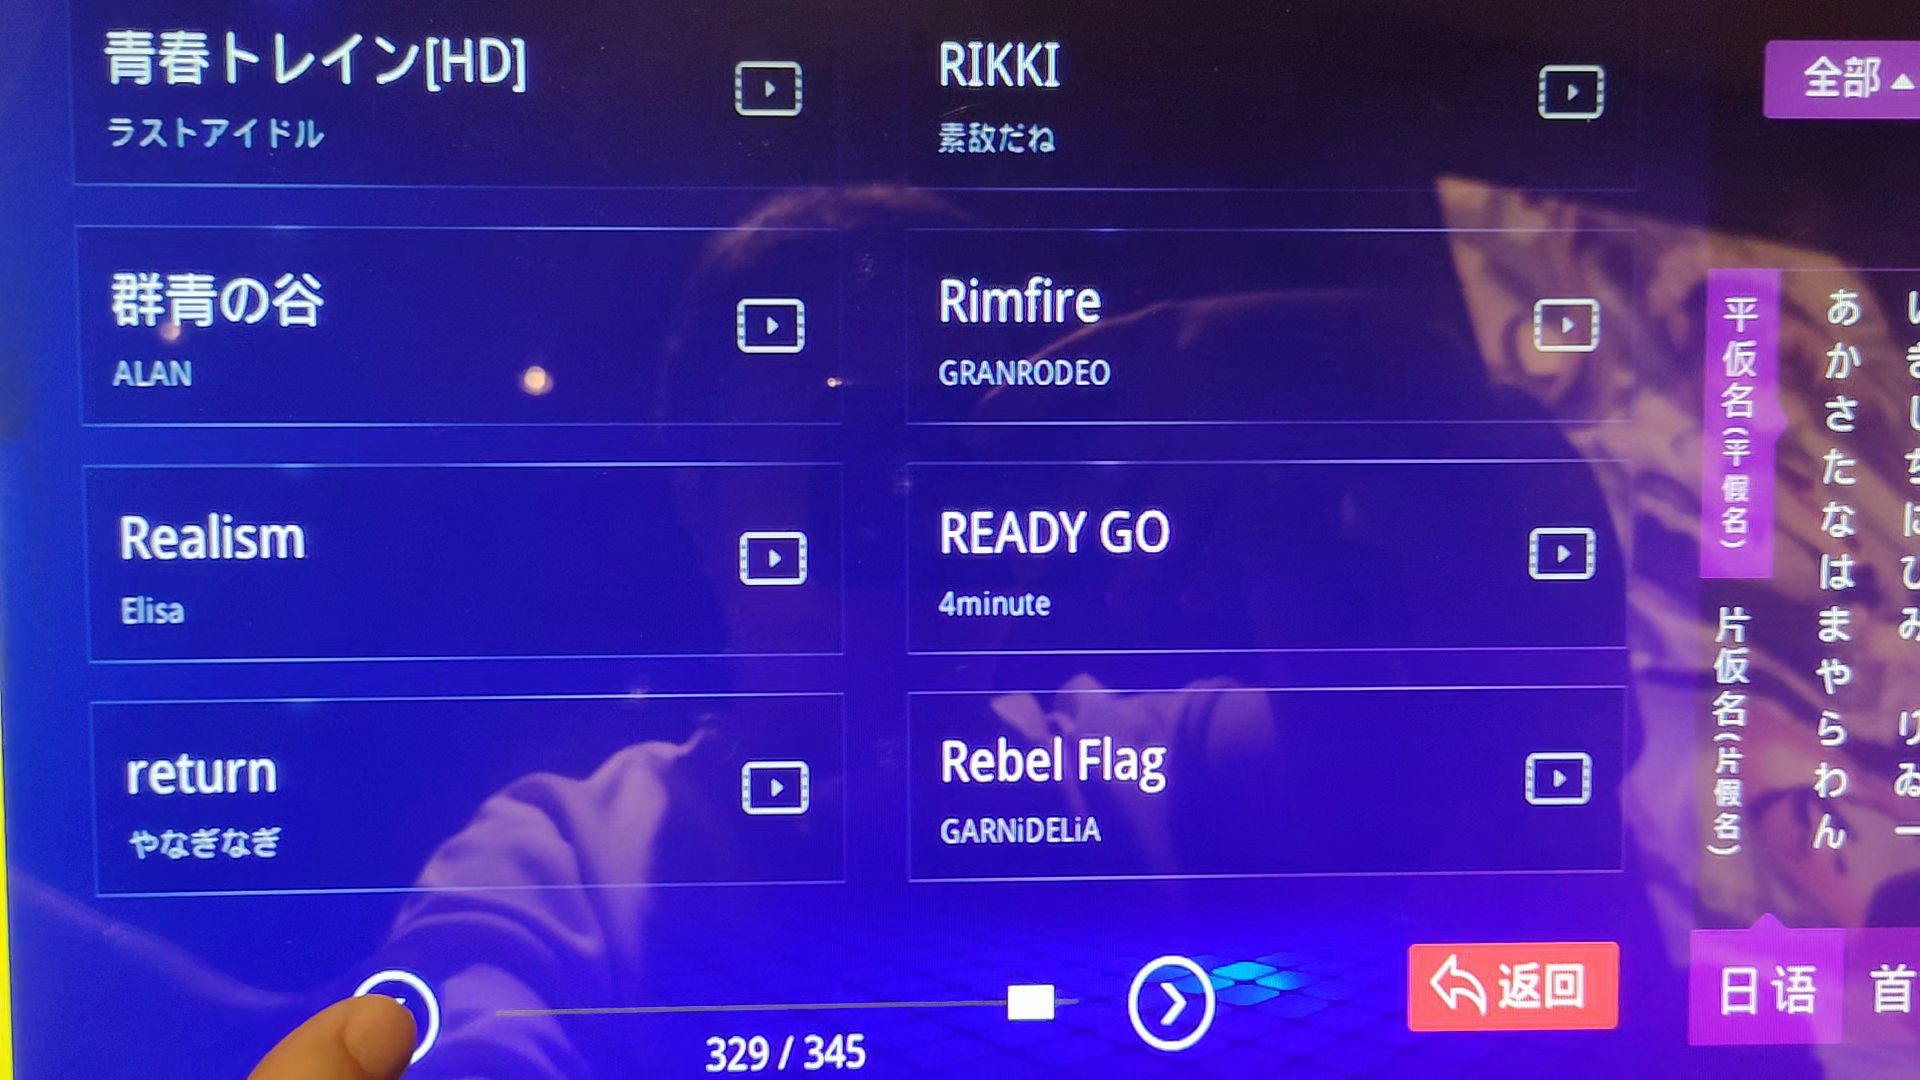 青春トレイン[HD]
ラストアイドル
RIKKI
素敌だね
全部▲
群青の谷
ALAN
Rimfire
GRANRODEO
Realism
Elisa
READY GO
4minute
return
やなぎなぎ
Rebel Flag
GARNiDELiA
平仮名(平假名)
片仮名(片假名)
あかさたなはまやらわん
329 / 345
返回
日语
首